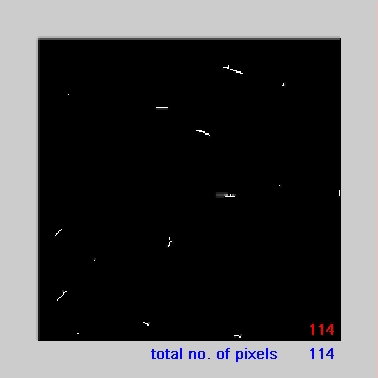 114
total no. of pixels 114